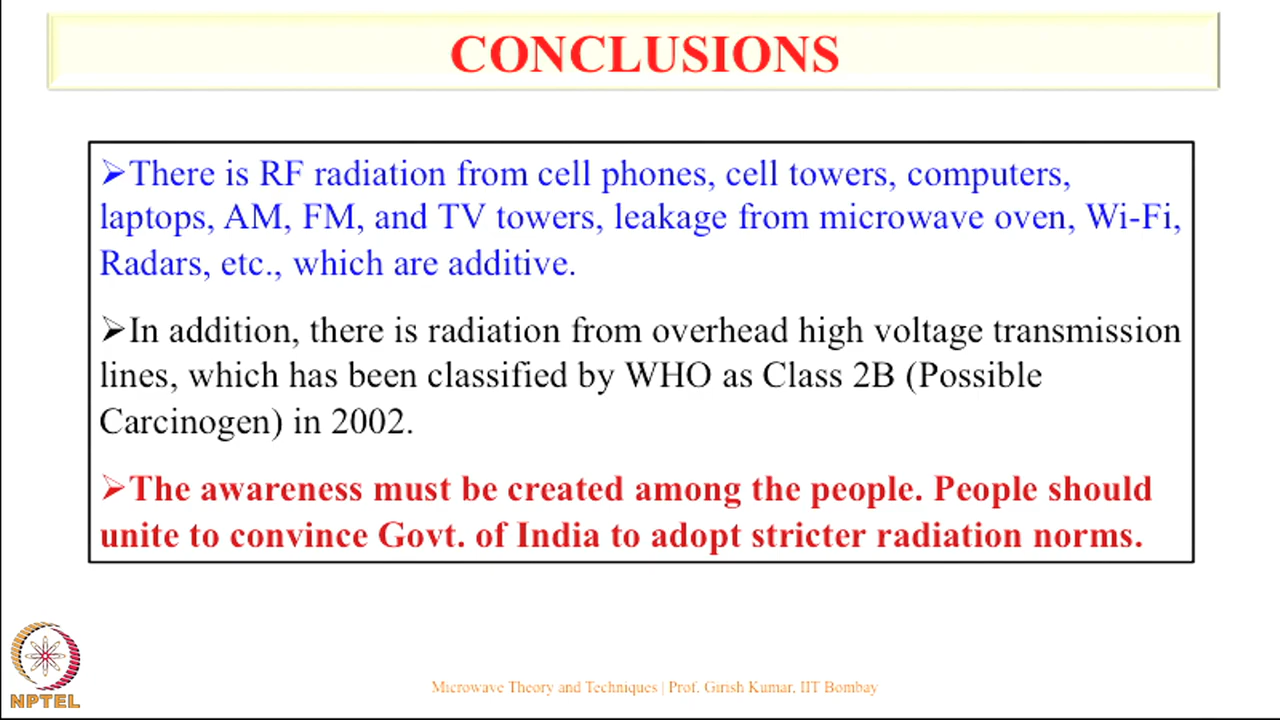 CONCLUSIONS
➢There is RF radiation from cell phones, cell towers, computers,
laptops, AM, FM, and TV towers, leakage from microwave oven, Wi-Fi,
Radars, etc., which are additive.
➢In addition, there is radiation from overhead high voltage transmission
lines, which has been classified by WHO as Class 2B (Possible
Carcinogen) in 2002.
➢The awareness must be created among the people. People should
unite to convince Govt. of India to adopt stricter radiation norms.
NPTEL
Microwave Theory and Techniques | Prof. Girish Kumar, IIT Bombay